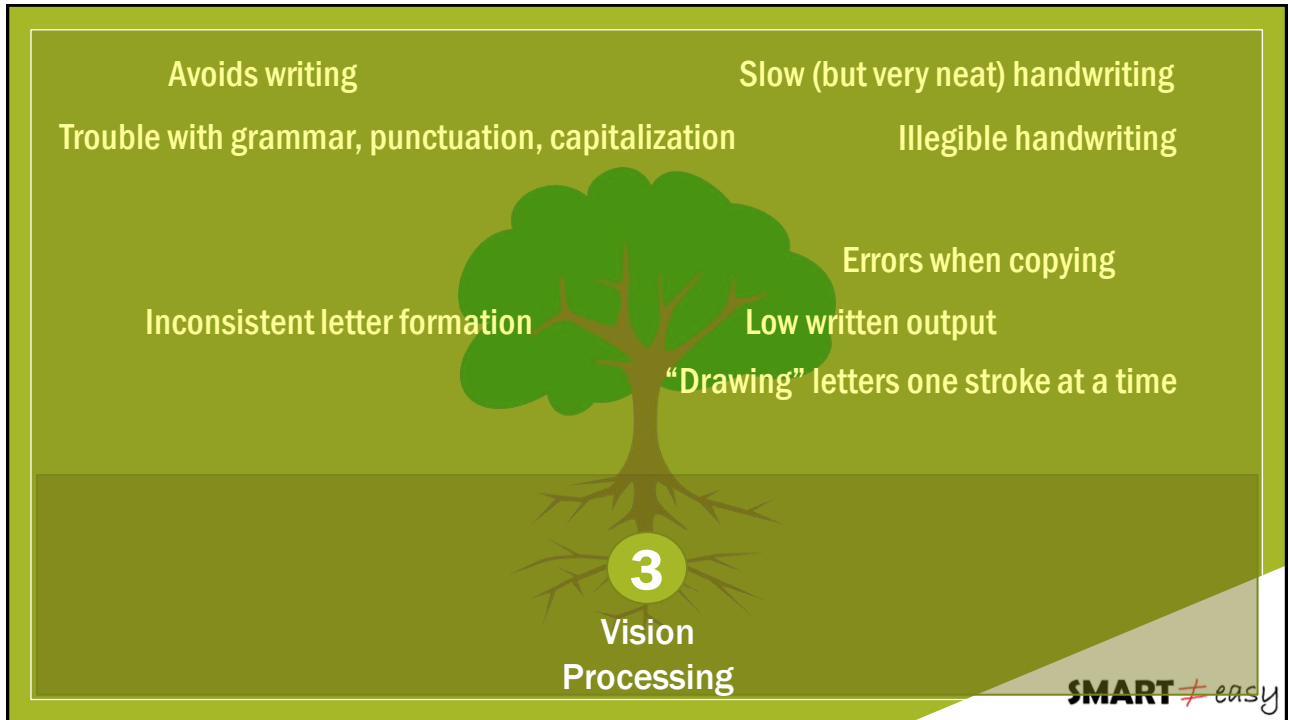 Avoids writing
Slow (but very neat) handwriting
Trouble with grammar, punctuation, capitalization
Illegible handwriting
Errors when copying
Inconsistent letter formation
Low written output
“Drawing” letters one stroke at a time
3
Vision
Processing
SMART ≠ easy